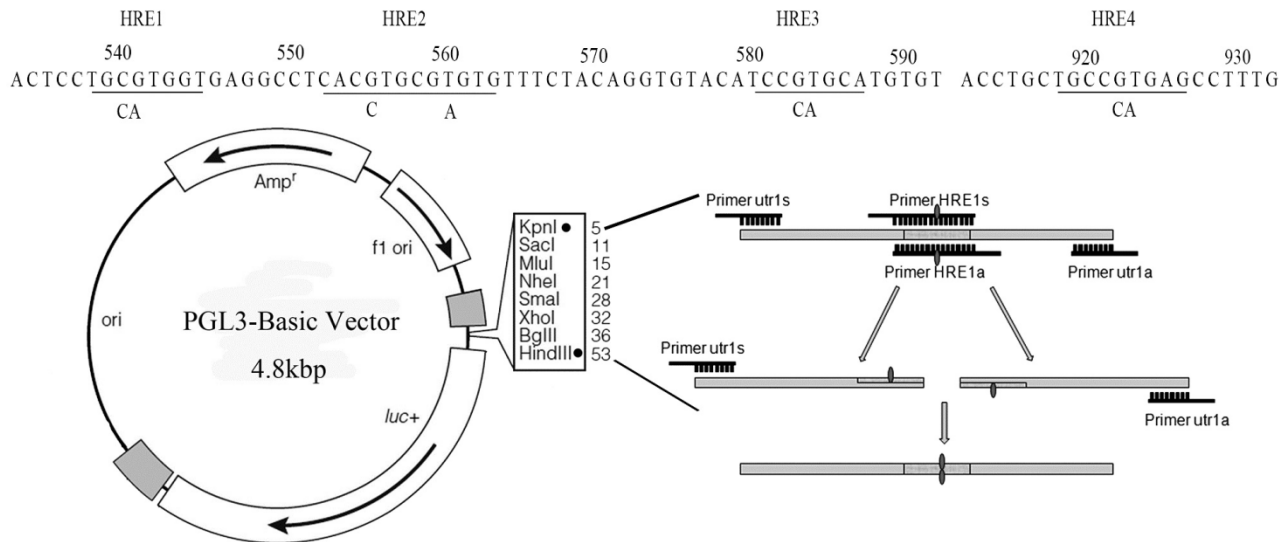 HRE1 HRE2 HRE3 HRE4
540 550 560 570 580 590 920 930
ACTCCTGCGTGGTGAGGCCTCACGTGCGTGTGTTTCTACAGGTGTACATCCGTGCATGTGT ACCTGCTGCCGTGAGCCTTTG
CA C A CA CA
Ampr
f1 ori
ori
PGL3-Basic Vector
4.8kbp
luc+
KpnI 5
SacI 11
MluI 15
NheI 21
SmaI 28
XhoI 32
BglII 36
HindIII 53
Primer utr1s Primer HRE1s
Primer HRE1a Primer utr1a
Primer utr1s
Primer utr1a